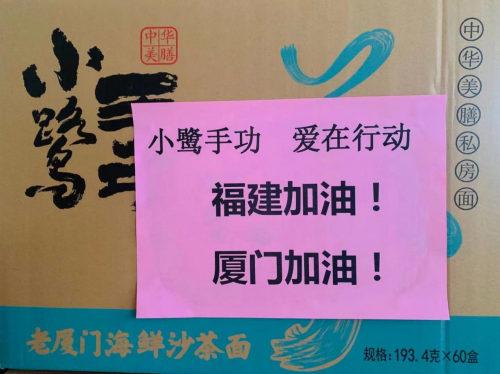 中华
美膳
小鹭手
中华美膳私房面
小鹭手功 爱在行动
福建加油！
厦门加油！
老厦门海鲜沙茶面
规格:193.4克×60盒